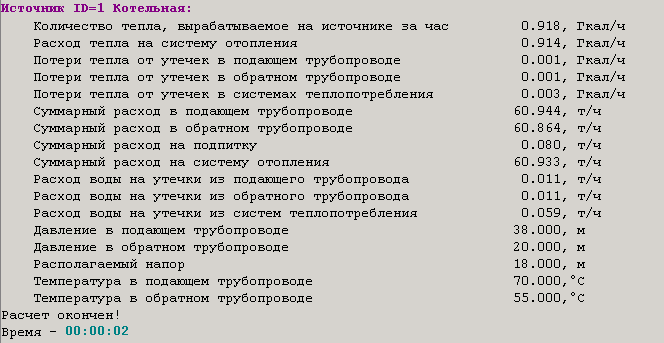 Источник ID=1 Котельная:
Количество тепла, вырабатываемое на источнике за час 0.918, Гкал/ч
Расход тепла на систему отопления 0.914, Гкал/ч
Потери тепла от утечек в подающем трубопроводе 0.001, Гкал/ч
Потери тепла от утечек в обратном трубопроводе 0.001, Гкал/ч
Потери тепла от утечек в системах теплопотребления 0.003, Гкал/ч
Суммарный расход в подающем трубопроводе 60.944, т/ч
Суммарный расход в обратном трубопроводе 60.864, т/ч
Суммарный расход на подпитку 0.080, т/ч
Суммарный расход на систему отопления 60.933, т/ч
Расход воды на утечки из подающего трубопровода 0.011, т/ч
Расход воды на утечки из обратного трубопровода 0.011, т/ч
Расход воды на утечки из систем теплопотребления 0.059, т/ч
Давление в подающем трубопроводе 38.000, м
Давление в обратном трубопроводе 20.000, м
Располагаемый напор 18.000, м
Температура в подающем трубопроводе 70.000,°C
Температура в обратном трубопроводе 55.000,°C
Расчет окончен!
Время - 00:00:02